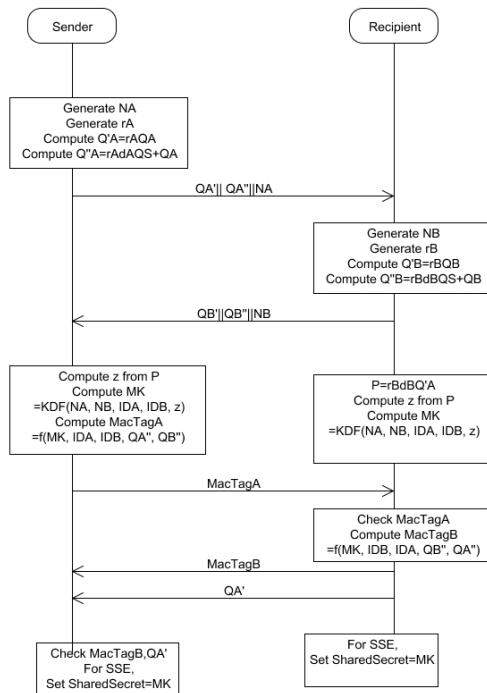 Sender
Recipient
Generate NA
Generate rA
Compute Q'A=rAQA
Compute Q"A=rAdAQS+QA
QA'|| QA"||NA
Generate NB
Generate rB
Compute Q'B=rBQB
Compute Q"B=rBdBQS+QB
QB'||QB"||NB
Compute z from P
Compute MK
=KDF(NA, NB, IDA, IDB, z)
Compute MacTagA
=f(MK, IDA, IDB, QA", QB")
P=rBdBQ'A
Compute z from P
Compute MK
=KDF(NA, NB, IDA, IDB, z)
MacTagA
Check MacTagA
Compute MacTagB
=f(MK, IDB, IDA, QB", QA")
MacTagB
QA'
Check MacTagB,QA'
For SSE,
Set SharedSecret=MK
For SSE,
Set SharedSecret=MK